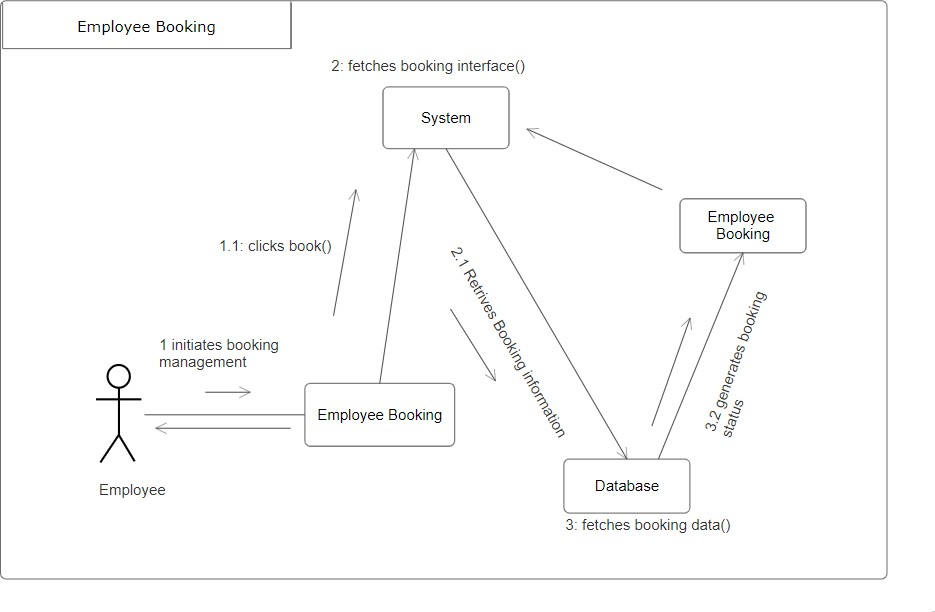 Employee Booking
2: fetches booking interface()
System
Employee
Booking
1.1: clicks book()
2.1 Retrives Booking information
3.2 generates booking
status
1 initiates booking
management
Employee Booking
Employee
Database
3: fetches booking data()